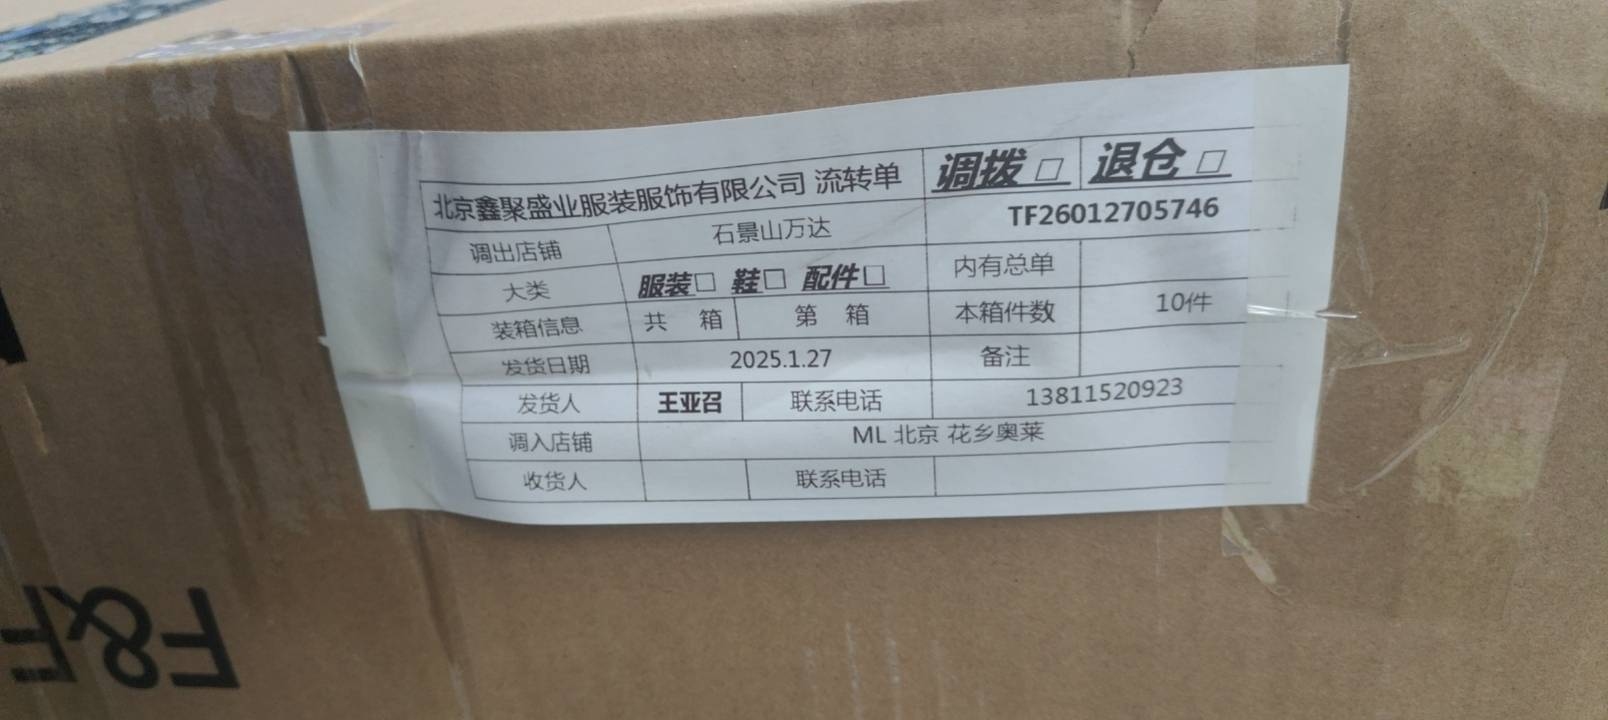 北京鑫聚盛业服装服饰有限公司 流转单 调拨□ 退仓□
调出店铺 石景山万达 TF26012705746
大类 服装□ 鞋□ 配件□ 内有总单
装箱信息 共 箱 第 箱 本箱件数 10件
发货日期 2025.1.27 备注
发货人 王亚召 联系电话 13811520923
调入店铺 ML 北京 花乡奥莱
收货人 联系电话
F&F